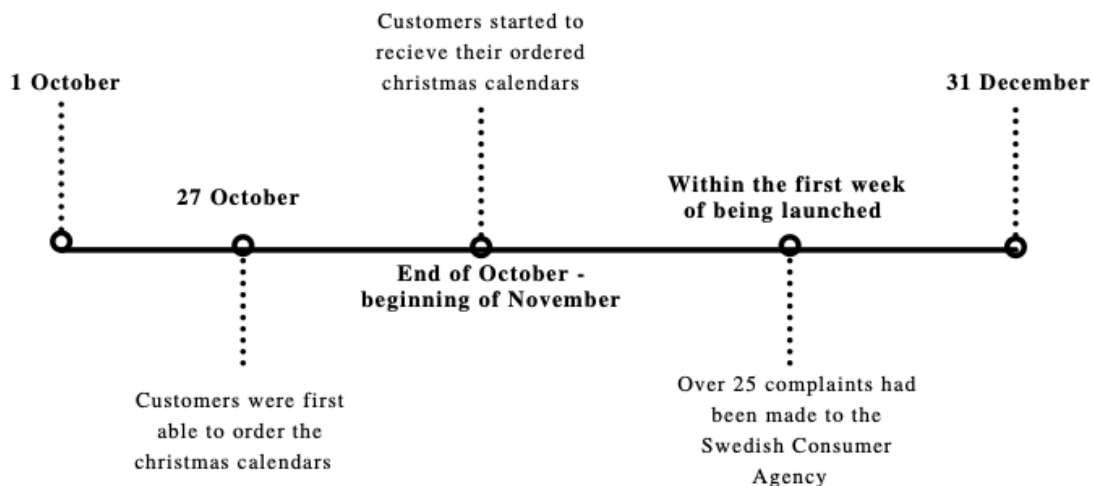 Customers started to
recieve their ordered
christmas calendars
1 October
31 December
27 October
Within the first week
of being launched
End of October -
beginning of November
Customers were first
able to order the
christmas calendars
Over 25 complaints had
been made to the
Swedish Consumer
Agency